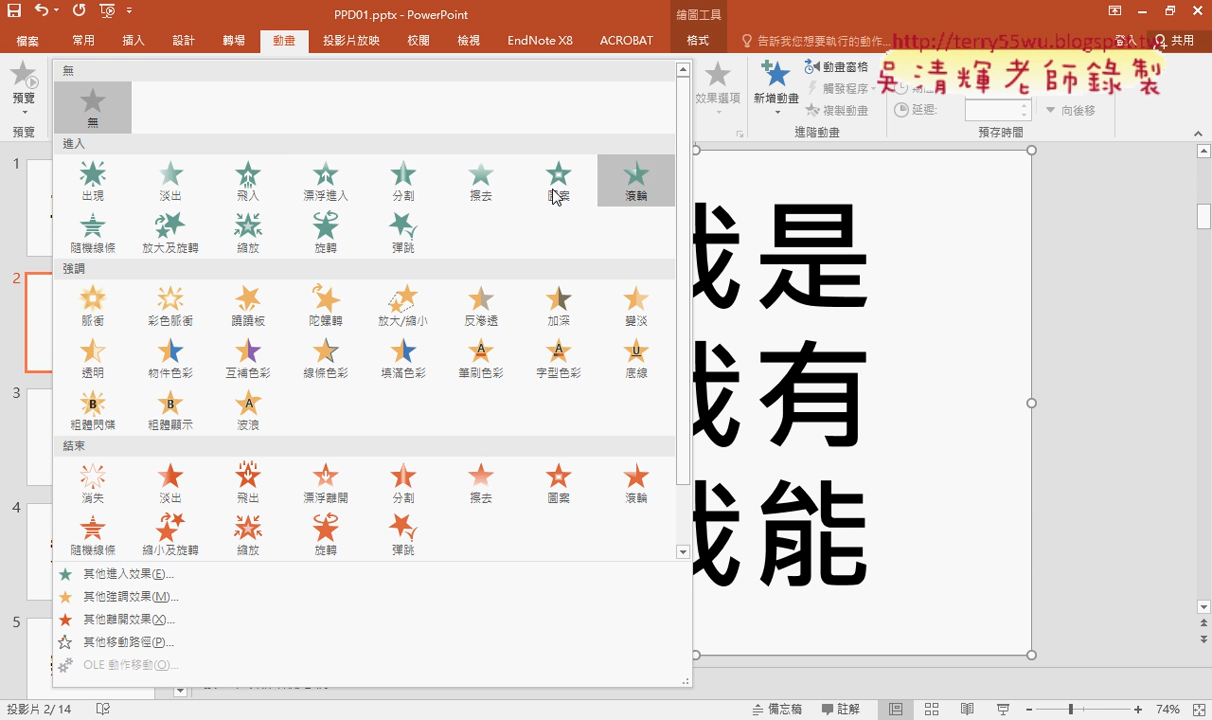 PPD01.pptx - PowerPoint
繪圖工具
檔案 常用 插入 設計 轉場 動畫 投影片放映 校閱 檢視 EndNote X8 ACROBAT 格式 告訴我您想要執行的動作... 登入 共用
http://terry55wu.blogspot.tw
吳清輝老師錄製
預覽
預覽
效果選項
新增動畫
動畫窗格
觸發程序
複製動畫
進階動畫
延遲:
向後移
預存時間
無
無
進入
出現 淡出 飛入 漂浮進入 分割 擦去 圖案 滾輪
隨機線條 放大及旋轉 縮放 旋轉 彈跳
強調
脈衝 彩色脈衝 蹺蹺板 陀螺轉 放大/縮小 反滲透 加深 變淡
透明 物件色彩 互補色彩 線條色彩 填滿色彩 筆刷色彩 字型色彩 底線
粗體閃爍 粗體顯示 波浪
結束
消失 淡出 飛出 漂浮離開 分割 擦去 圖案 滾輪
隨機線條 縮小及旋轉 縮放 旋轉 彈跳
其他進入效果(E)...
其他強調效果(M)...
其他離開效果(X)...
其他移動路徑(P)...
OLE 動作移動(O)...
1
2
3
4
5
我是
我有
我能
投影片 2/14
備忘稿 註解 74%